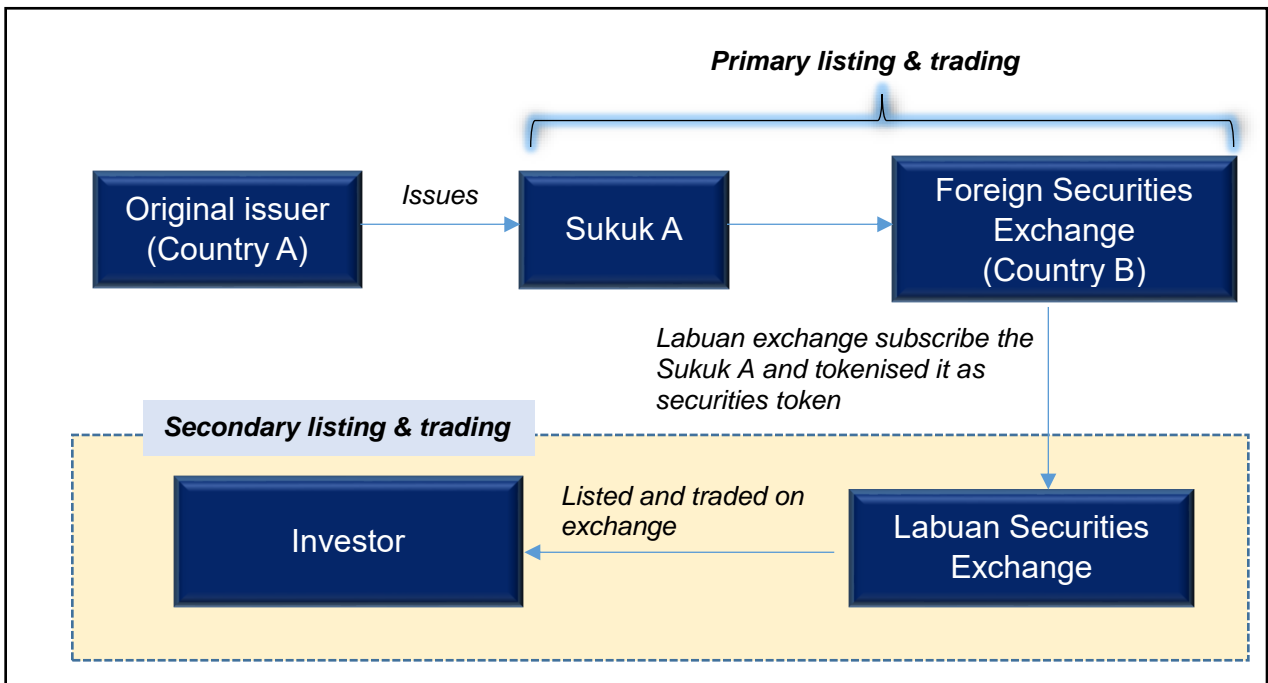 Primary listing & trading
Original issuer
(Country A)
Issues
Sukuk A
Foreign Securities
Exchange
(Country B)
Labuan exchange subscribe the
Sukuk A and tokenised it as
securities token
Secondary listing & trading
Investor
Listed and traded on
exchange
Labuan Securities
Exchange